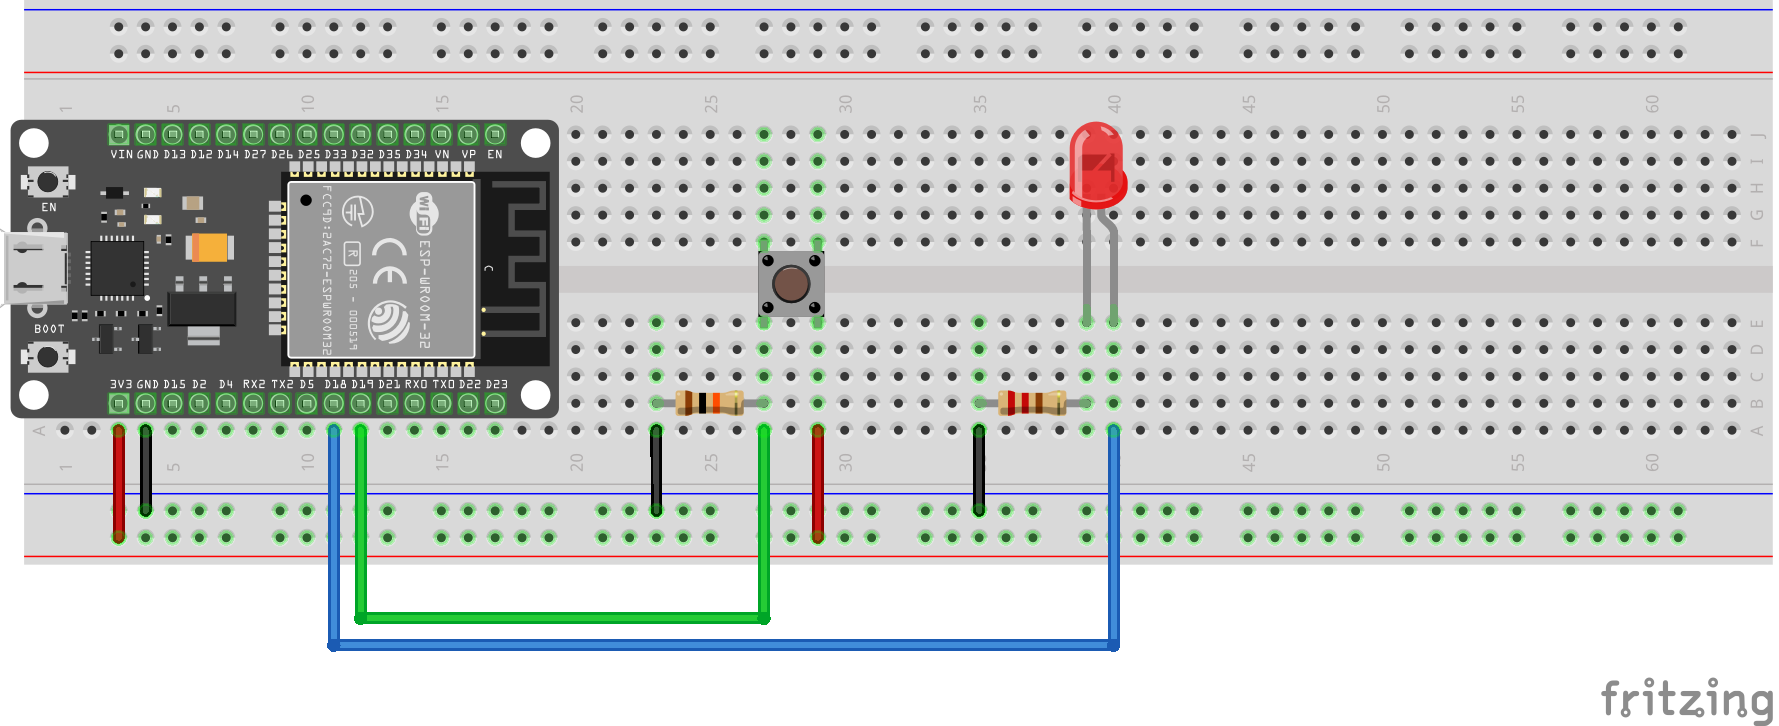 1 5 10 15 20 25 30 35 40 45 50 55 60
J
I
H
G
F
VIN GND D13 D12 D14 D27 D26 D25 D33 D32 D35 D34 VN VP EN
EN
BOOT
FCC ID:2AC7Z-ESPWROOM32
R
205 - 000519
CE
WiFi
ESP-WROOM-32
C
E
D
C
B
A
3V3 GND D15 D2 D4 RX2 TX2 D5 D18 D19 D21 RX0 TX0 D22 D23
A
1 5 10 15 20 25 30 35 45 50 55 60
fritzing